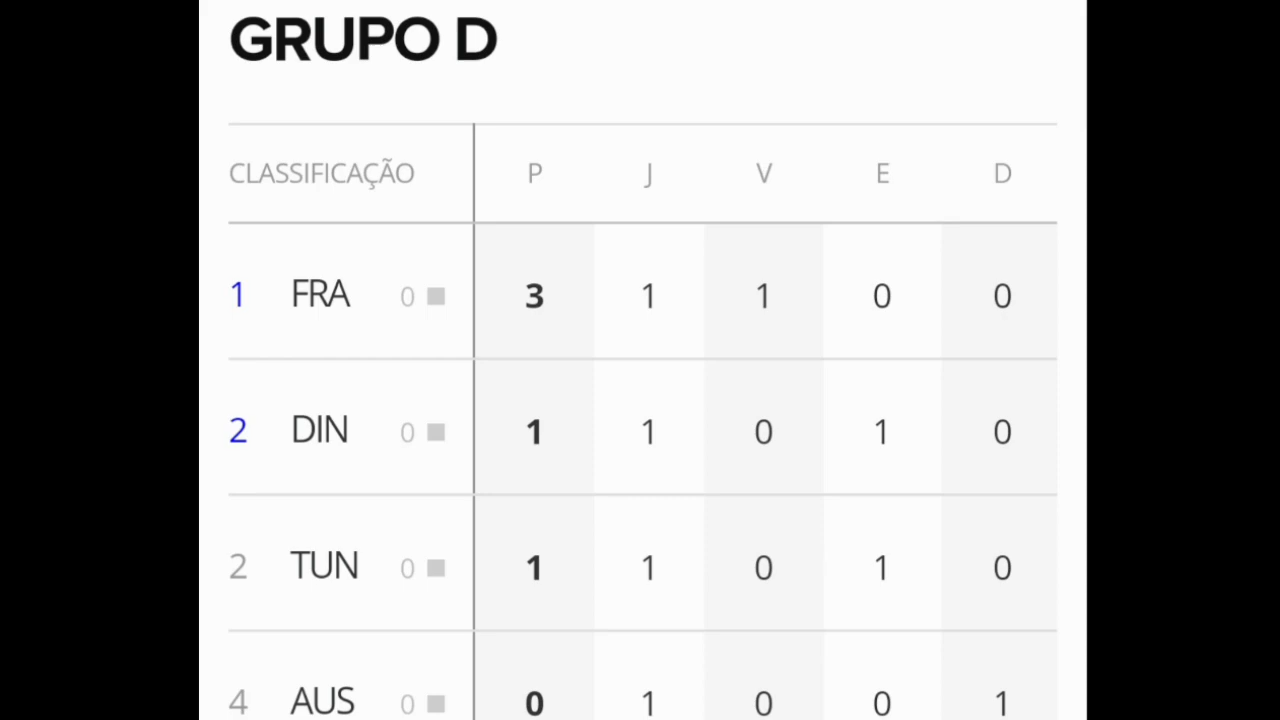 GRUPO D
CLASSIFICAÇÃO P J V E D
1 FRA 0 3 1 1 0 0
2 DIN 0 1 1 0 1 0
2 TUN 0 1 1 0 1 0
4 AUS 0 0 1 0 0 1